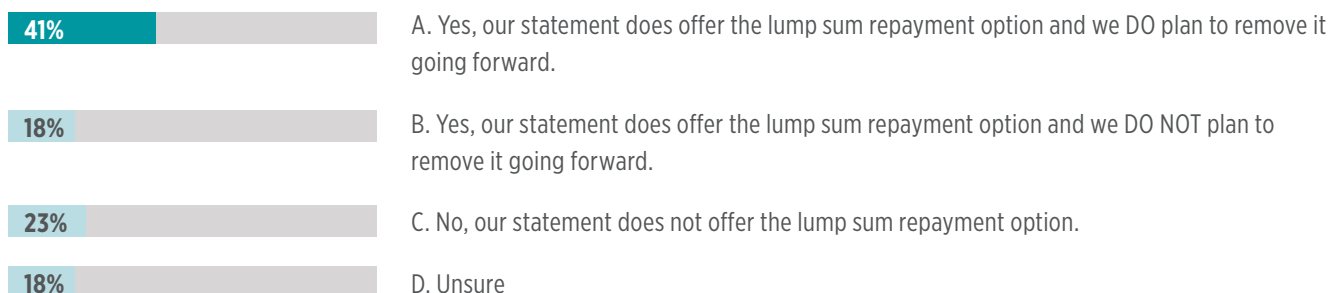 41%
A. Yes, our statement does offer the lump sum repayment option and we DO plan to remove it
going forward.
18%
B. Yes, our statement does offer the lump sum repayment option and we DO NOT plan to
remove it going forward.
23%
C. No, our statement does not offer the lump sum repayment option.
18%
D. Unsure